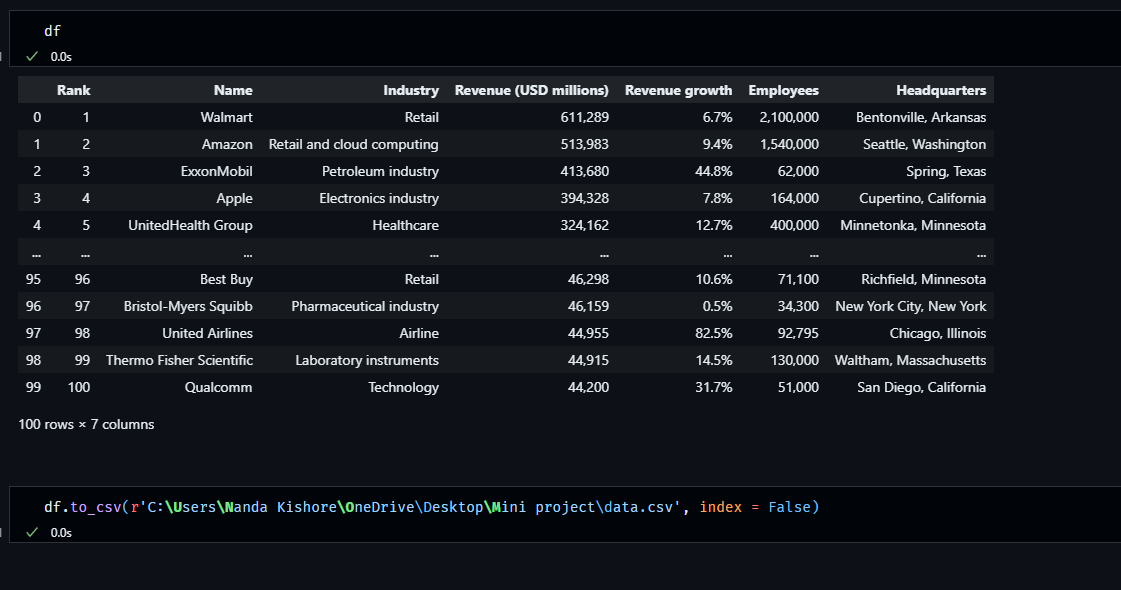 df
0.0s
Rank Name Industry Revenue (USD millions) Revenue growth Employees Headquarters
0 1 Walmart Retail 611,289 6.7% 2,100,000 Bentonville, Arkansas
1 2 Amazon Retail and cloud computing 513,983 9.4% 1,540,000 Seattle, Washington
2 3 ExxonMobil Petroleum industry 413,680 44.8% 62,000 Spring, Texas
3 4 Apple Electronics industry 394,328 7.8% 164,000 Cupertino, California
4 5 UnitedHealth Group Healthcare 324,162 12.7% 400,000 Minnetonka, Minnesota
... ... ... ... ... ... ... ...
95 96 Best Buy Retail 46,298 10.6% 71,100 Richfield, Minnesota
96 97 Bristol-Myers Squibb Pharmaceutical industry 46,159 0.5% 34,300 New York City, New York
97 98 United Airlines Airline 44,955 82.5% 92,795 Chicago, Illinois
98 99 Thermo Fisher Scientific Laboratory instruments 44,915 14.5% 130,000 Waltham, Massachusetts
99 100 Qualcomm Technology 44,200 31.7% 51,000 San Diego, California
100 rows × 7 columns
df.to_csv(r'C:\Users\Nanda Kishore\OneDrive\Desktop\Mini project\data.csv', index = False)
0.0s